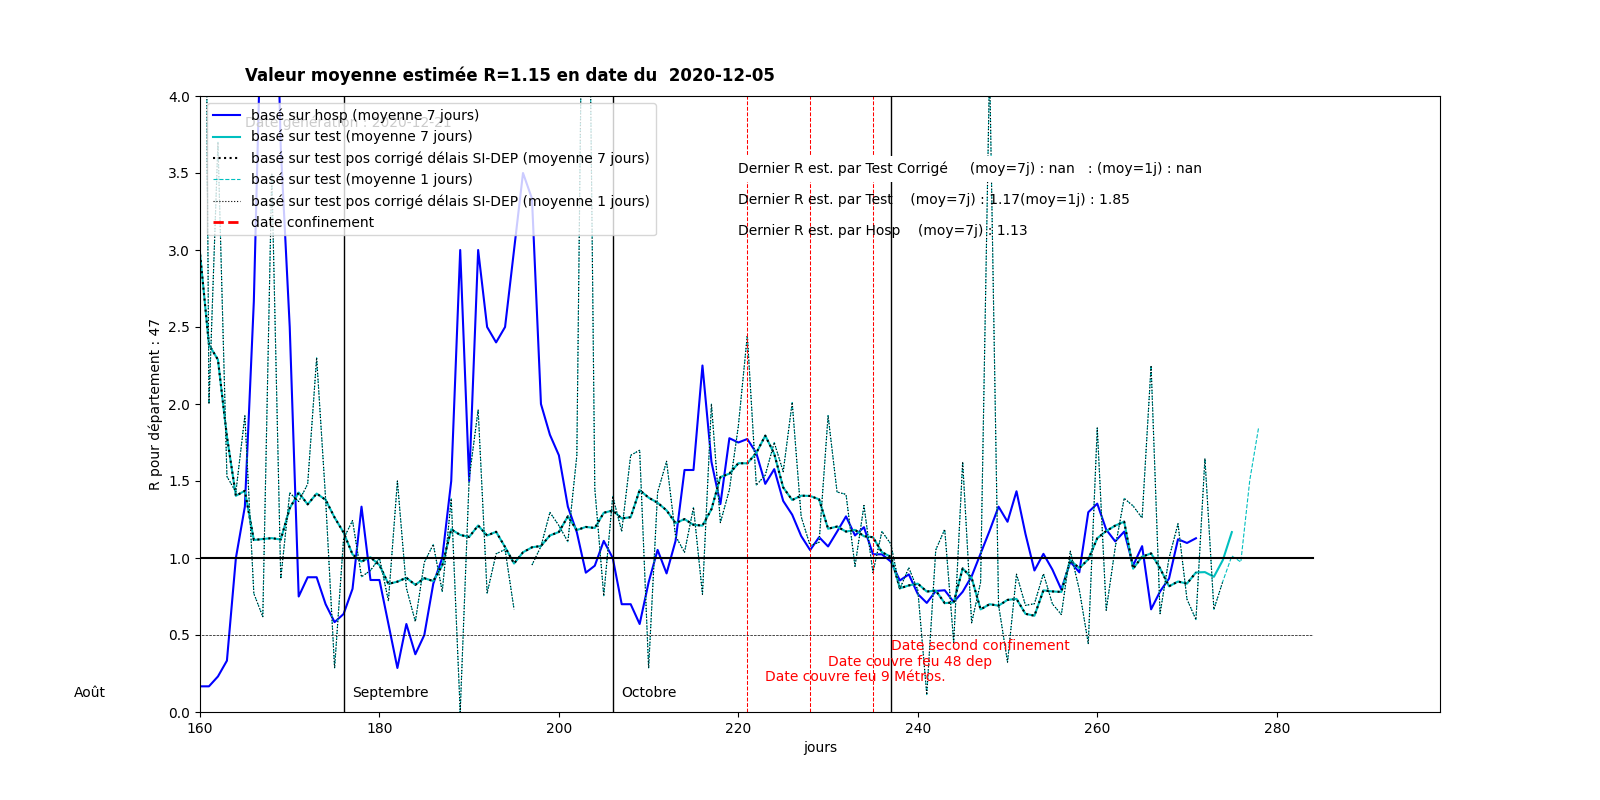 Valeur moyenne estimée R=1.15 en date du  2020-12-05
4.0
3.5
3.0
2.5
2.0
1.5
1.0
0.5
0.0
R pour département : 47
basé sur hosp (moyenne 7 jours)
Date génération : 2020-12-21
basé sur test (moyenne 7 jours)
basé sur test pos corrigé délais SI-DEP (moyenne 7 jours)
basé sur test (moyenne 1 jours)
basé sur test pos corrigé délais SI-DEP (moyenne 1 jours)
date confinement
Dernier R est. par Test Corrigé     (moy=7j) : nan   : (moy=1j) : nan
Dernier R est. par Test    (moy=7j) : 1.17(moy=1j) : 1.85
Dernier R est. par Hosp    (moy=7j) : 1.13
Date second confinement
Date couvre feu 48 dep
Date couvre feu 9 Métros.
Août
Septembre
Octobre
160 180 200 220 240 260 280
jours